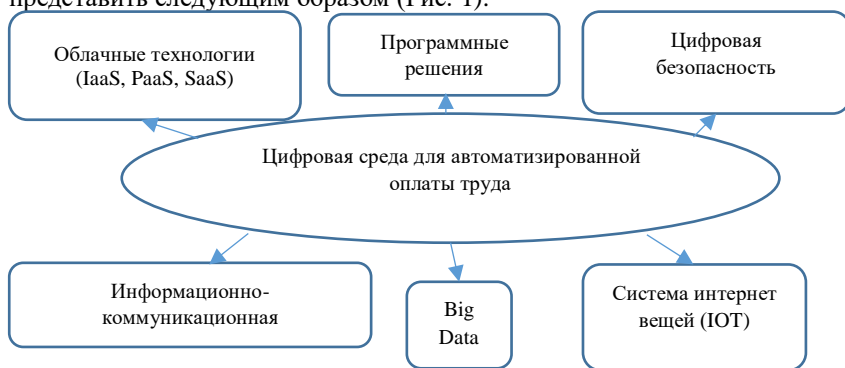 представить следующим образом (Рис. 1).
Облачные технологии
(IaaS, PaaS, SaaS)
Программные
решения
Цифровая
безопасность
Цифровая среда для автоматизированной
оплаты труда
Информационно-
коммуникационная
Big
Data
Система интернет
вещей (IOT)